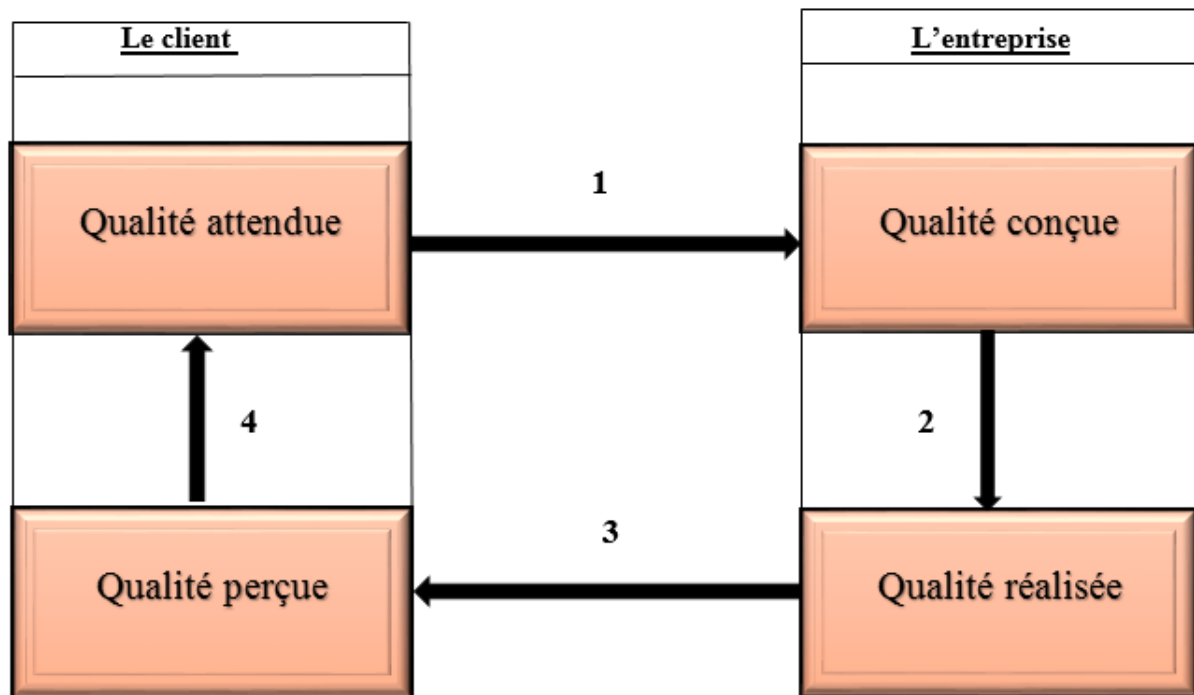 Le client
L’entreprise
1
Qualité attendue
Qualité conçue
4
2
3
Qualité perçue
Qualité réalisée